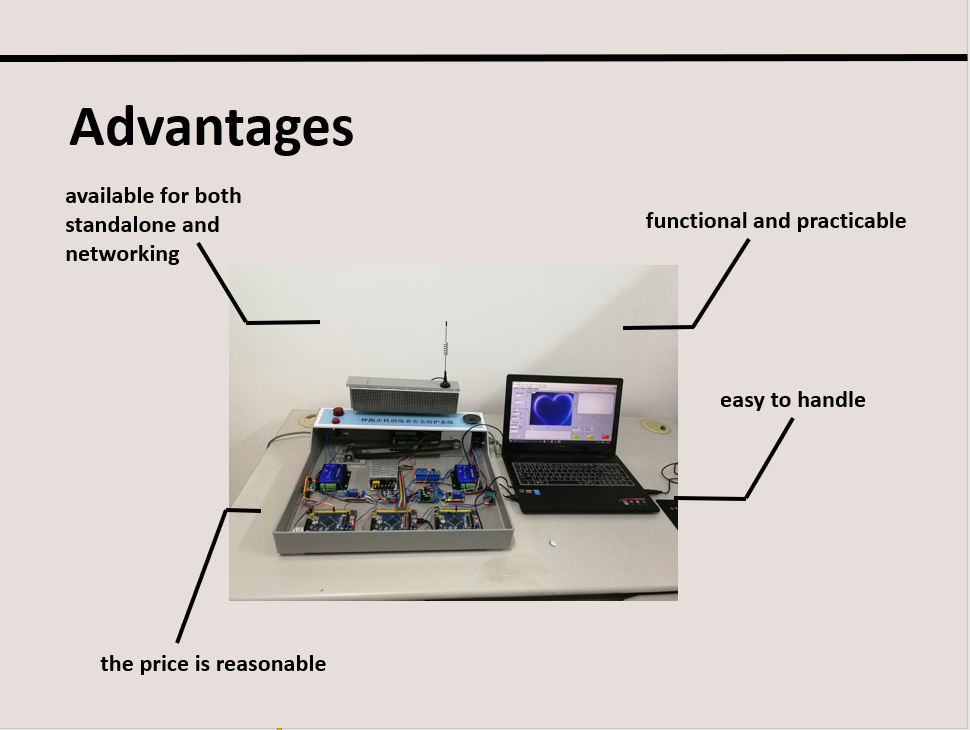 Advantages
available for both
standalone and
networking
functional and practicable
easy to handle
the price is reasonable